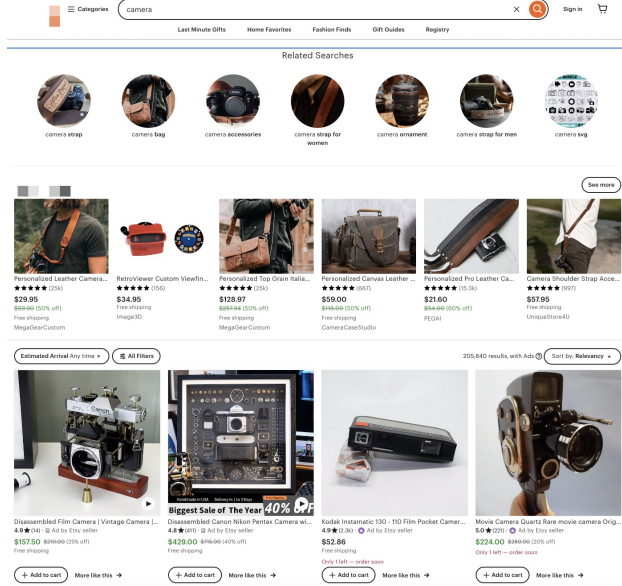 Categories
camera
Sign in
Last Minute Gifts
Home Favorites
Fashion Finds
Gift Guides
Registry
Related Searches
camera strap
camera bag
camera accessories
camera strap for
women
camera ornament
camera strap for men
camera svg
See more
Personalized Leather Camera...
RetroViewer Custom Viewfin...
Personalized Top Grain Italia...
Personalized Canvas Leather ...
Personalized Pro Leather Ca...
Camera Shoulder Strap Acce...
★★★★★ (25k)
★★★★★ (156)
★★★★★ (25k)
★★★★★ (667)
★★★★★ (15.3k)
★★★★★ (997)
$29.95
$34.95
$128.97
$59.00
$21.60
$57.95
$59.90 (50% off)
Free shipping
$257.94 (50% off)
$118.00 (50% off)
$54.00 (60% off)
Free shipping
Free shipping
Image3D
Free shipping
Free shipping
PEGAI
UniqueStore4U
MegaGearCustom
MegaGearCustom
CameraCaseStudio
Estimated Arrival Any time
All Filters
205,840 results, with Ads
Sort by: Relevancy
Canon
Handmade in USA Delivery in 1 to 5 Days
Biggest Sale of The Year 40% OFF
Disassembled Film Camera | Vintage Camera |...
Disassembled Canon Nikon Pentax Camera wi...
Kodak Instamatic 130 - 110 Film Pocket Camer...
Movie Camera Quartz Rare movie camera Orig...
4.9★(14) · Ad by Etsy seller
4.8★(411) · Ad by Etsy seller
4.9★(2.3k) · Ad by Etsy seller
5.0★(221) · Ad by Etsy seller
$157.50 $210.00 (25% off)
$429.00 $715.00 (40% off)
$52.86
$224.00 $280.00 (20% off)
Free shipping
Free shipping
Free shipping
Only 1 left — order soon
Only 1 left — order soon
+ Add to cart
More like this →
+ Add to cart
More like this →
+ Add to cart
More like this →
+ Add to cart
More like this →